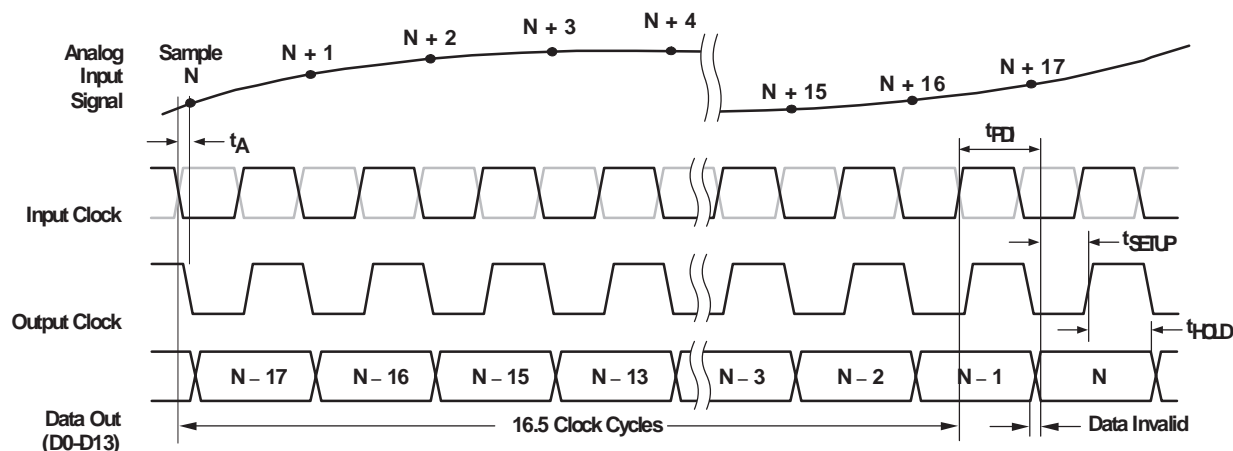 Analog
Input
Signal
Sample
N
N + 1
N + 2
N + 3
N + 4
N + 15
N + 16
N + 17
tA
tPDI
Input Clock
tSETUP
Output Clock
tHOLD
N – 17
N – 16
N – 15
N – 13
N – 3
N – 2
N – 1
N
Data Out
(D0-D13)
16.5 Clock Cycles
Data Invalid